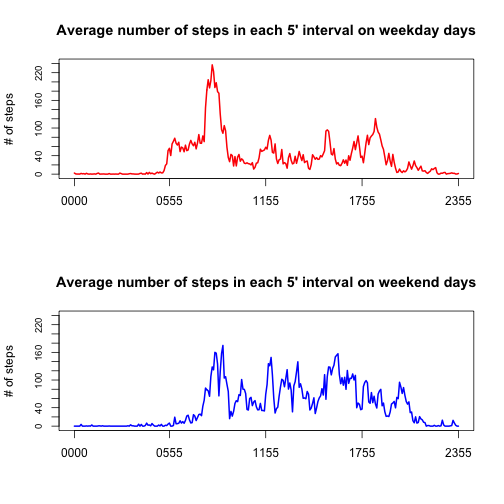 Average number of steps in each 5' interval on weekday days
# of steps
0 40 100 160 220
0000 0555 1155 1755 2355
Average number of steps in each 5' interval on weekend days
# of steps
0 40 100 160 220
0000 0555 1155 1755 2355